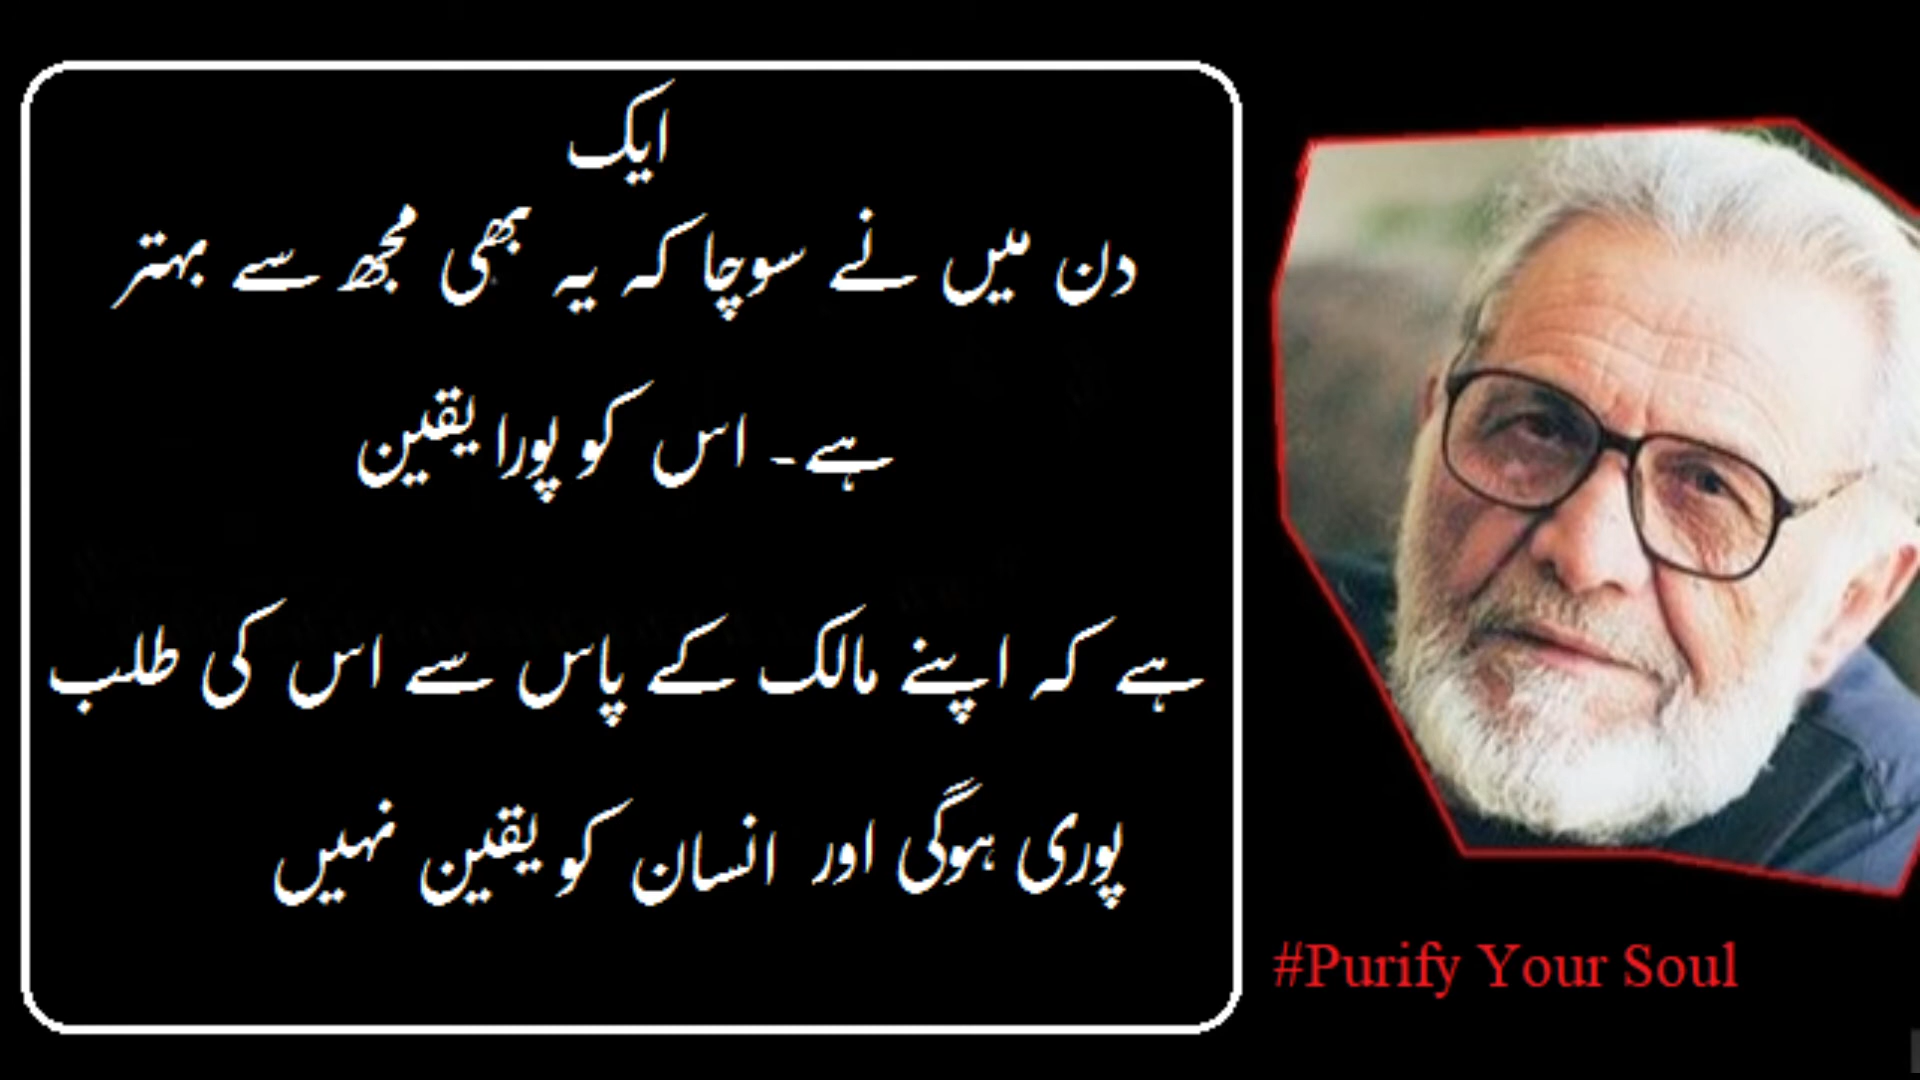 ایک
دن میں نے سوچا کہ یہ بھی مجھ سے بہتر
ہے۔ اس کو پورا یقین
ہے کہ اپنے مالک کے پاس سے اس کی طلب
پوری ہوگی اور انسان کو یقین نہیں
#Purify Your Soul